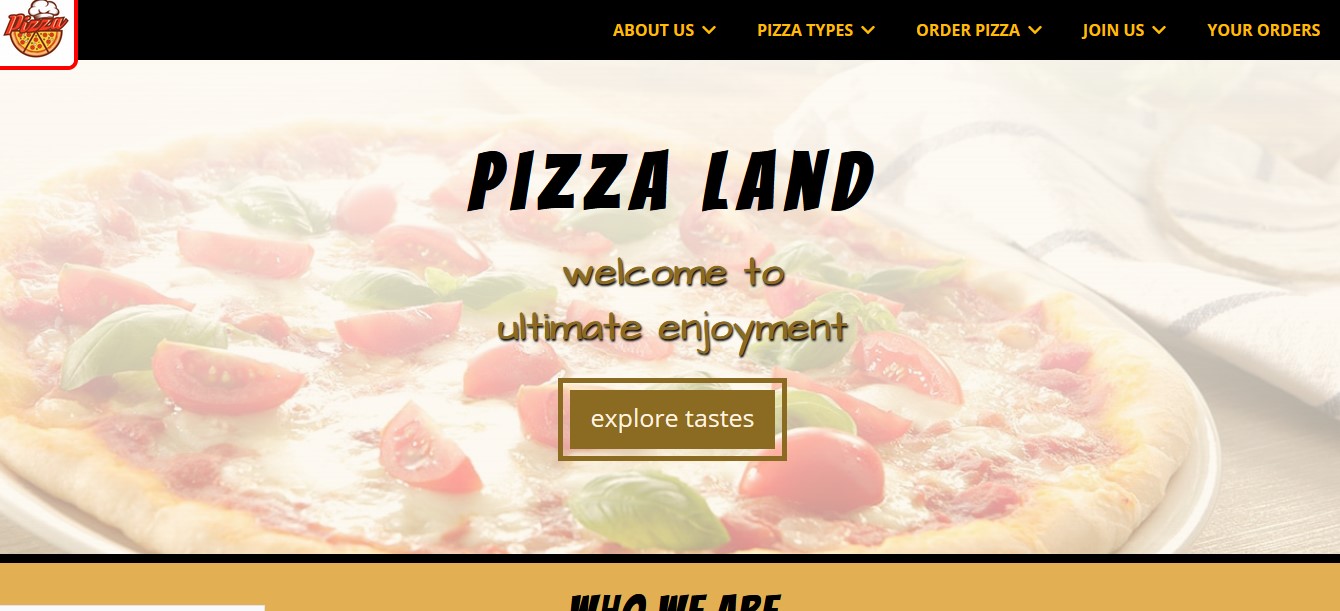 Pizza
ABOUT US PIZZA TYPES ORDER PIZZA JOIN US YOUR ORDERS
PIZZA LAND
welcome to
ultimate enjoyment
explore tastes
WHO WE ARE